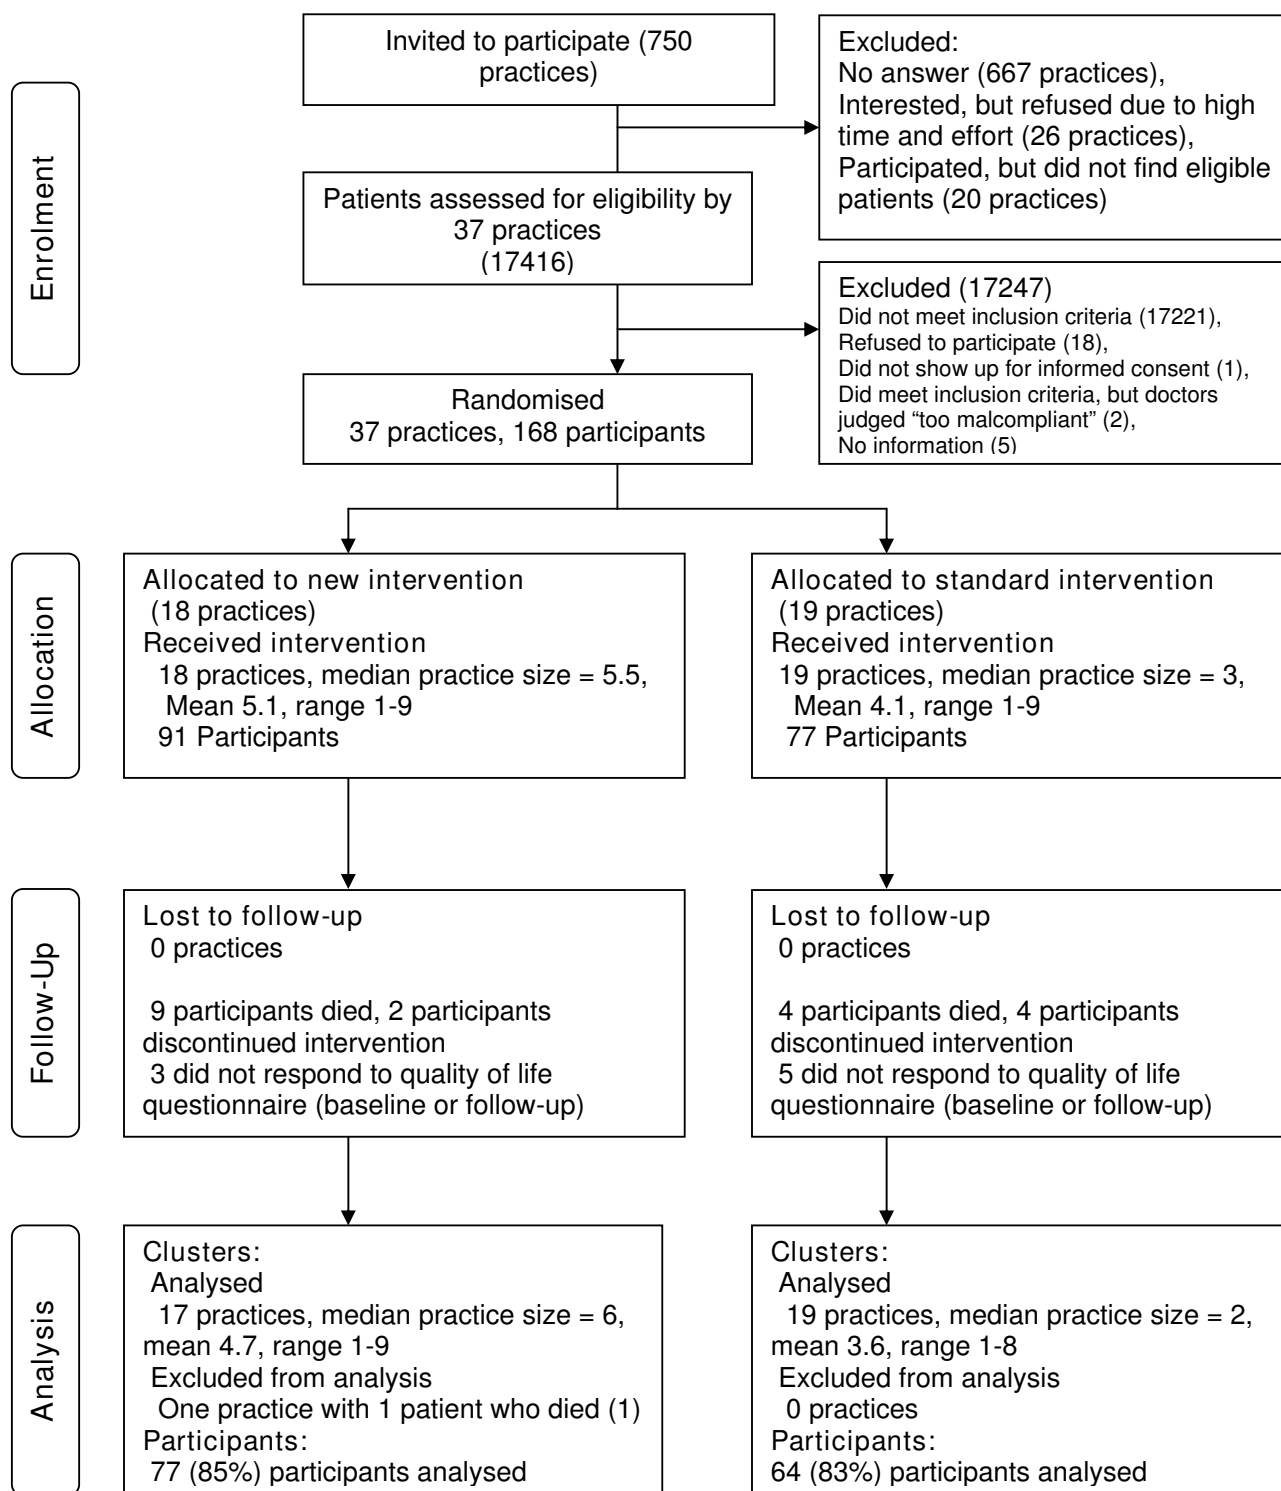 Enrolment
Invited to participate (750
practices)
Excluded:
No answer (667 practices),
Interested, but refused due to high
time and effort (26 practices),
Participated, but did not find eligible
patients (20 practices)
Patients assessed for eligibility by
37 practices
(17416)
Excluded (17247)
Did not meet inclusion criteria (17221),
Refused to participate (18),
Did not show up for informed consent (1),
Did meet inclusion criteria, but doctors
judged “too malcompliant” (2),
No information (5)
Randomised
37 practices, 168 participants
Allocation
Allocated to new intervention
(18 practices)
Received intervention
18 practices, median practice size = 5.5,
Mean 5.1, range 1-9
91 Participants
Allocated to standard intervention
(19 practices)
Received intervention
19 practices, median practice size = 3,
Mean 4.1, range 1-9
77 Participants
Follow-Up
Lost to follow-up
0 practices
9 participants died, 2 participants
discontinued intervention
3 did not respond to quality of life
questionnaire (baseline or follow-up)
Lost to follow-up
0 practices
4 participants died, 4 participants
discontinued intervention
5 did not respond to quality of life
questionnaire (baseline or follow-up)
Analysis
Clusters:
Analysed
17 practices, median practice size = 6,
mean 4.7, range 1-9
Excluded from analysis
One practice with 1 patient who died (1)
Participants:
77 (85%) participants analysed
Clusters:
Analysed
19 practices, median practice size = 2,
mean 3.6, range 1-8
Excluded from analysis
0 practices
Participants:
64 (83%) participants analysed